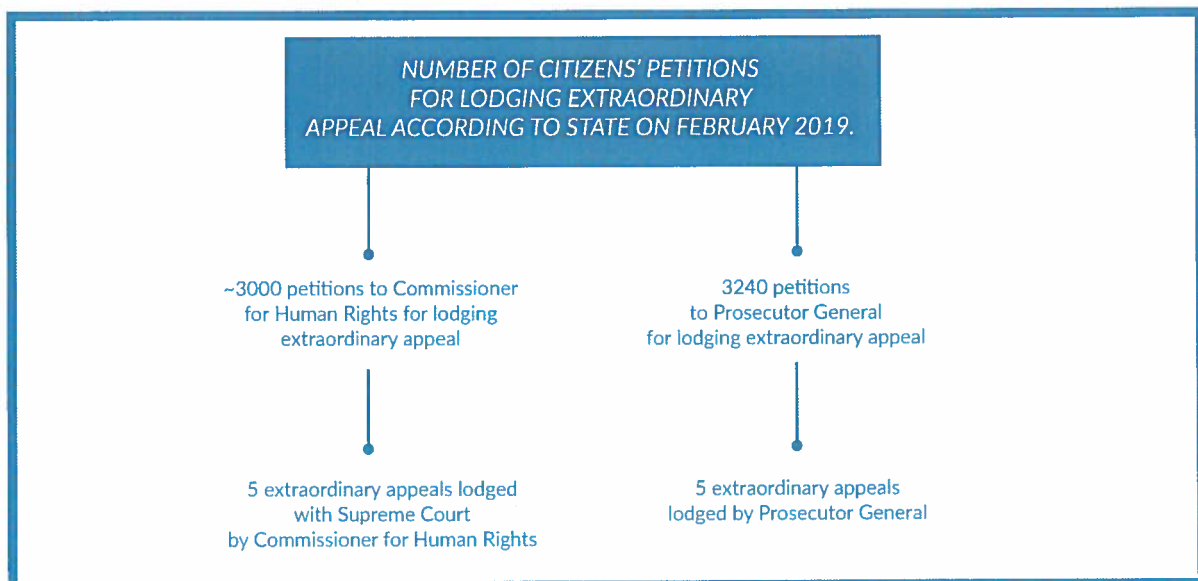 NUMBER OF CITIZENS' PETITIONS
FOR LODGING EXTRAORDINARY
APPEAL ACCORDING TO STATE ON FEBRUARY 2019.
~3000 petitions to Commissioner
for Human Rights for lodging
extraordinary appeal
3240 petitions
to Prosecutor General
for lodging extraordinary appeal
5 extraordinary appeals lodged
with Supreme Court
by Commissioner for Human Rights
5 extraordinary appeals
lodged by Prosecutor General